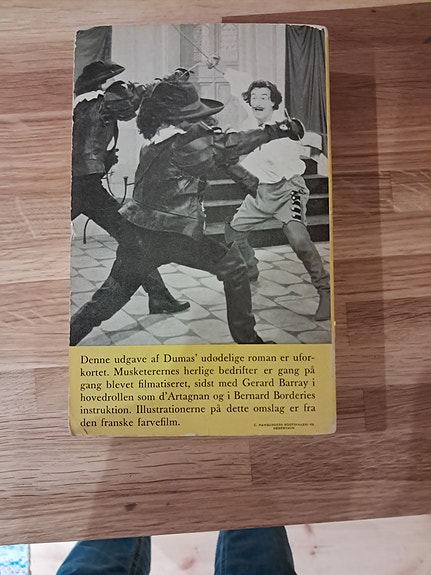 Denne udgave af Dumas' udødelige roman er ufor-
kortet. Musketerernes herlige bedrifter er gang på
gang blevet filmatiseret, sidst med Gerard Barray i
hovedrollen som d'Artagnan og i Bernard Borderies
instruktion. Illustrationerne på dette omslag er fra
den franske farvefilm.